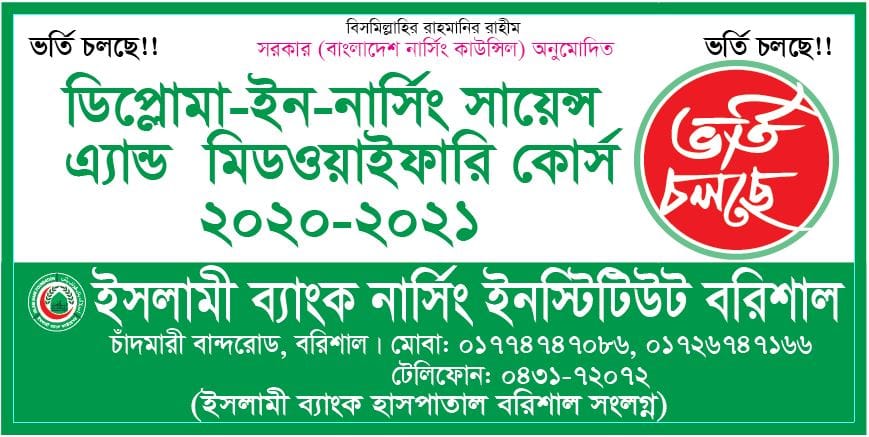 বিসমিল্লাহির রাহমানির রাহীম
ভর্তি চলছে!!
সরকার (বাংলাদেশ নার্সিং কাউন্সিল) অনুমোদিত
ভর্তি চলছে!!
ডিপ্লোমা-ইন-নার্সিং সায়েন্স
এ্যান্ড মিডওয়াইফারি কোর্স
২০২০-২০২১
ভর্তি
চলছে
ইসলামী ব্যাংক নার্সিং ইনস্টিটিউট বরিশাল
চাঁদমারী বান্দরোড, বরিশাল। মোবা: ০১৭৭৪৭৪৭০৮৬, ০১৭২৬৭৪৭১৬৬
টেলিফোন: ০৪৩১-৭২০৭২
(ইসলামী ব্যাংক হাসপাতাল বরিশাল সংলগ্ন)